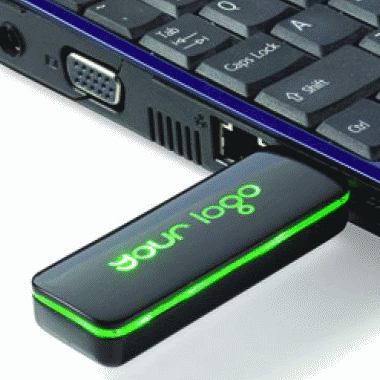 Tab
Q
Caps Lock
A
Shift
Z
Ctrl
your logo